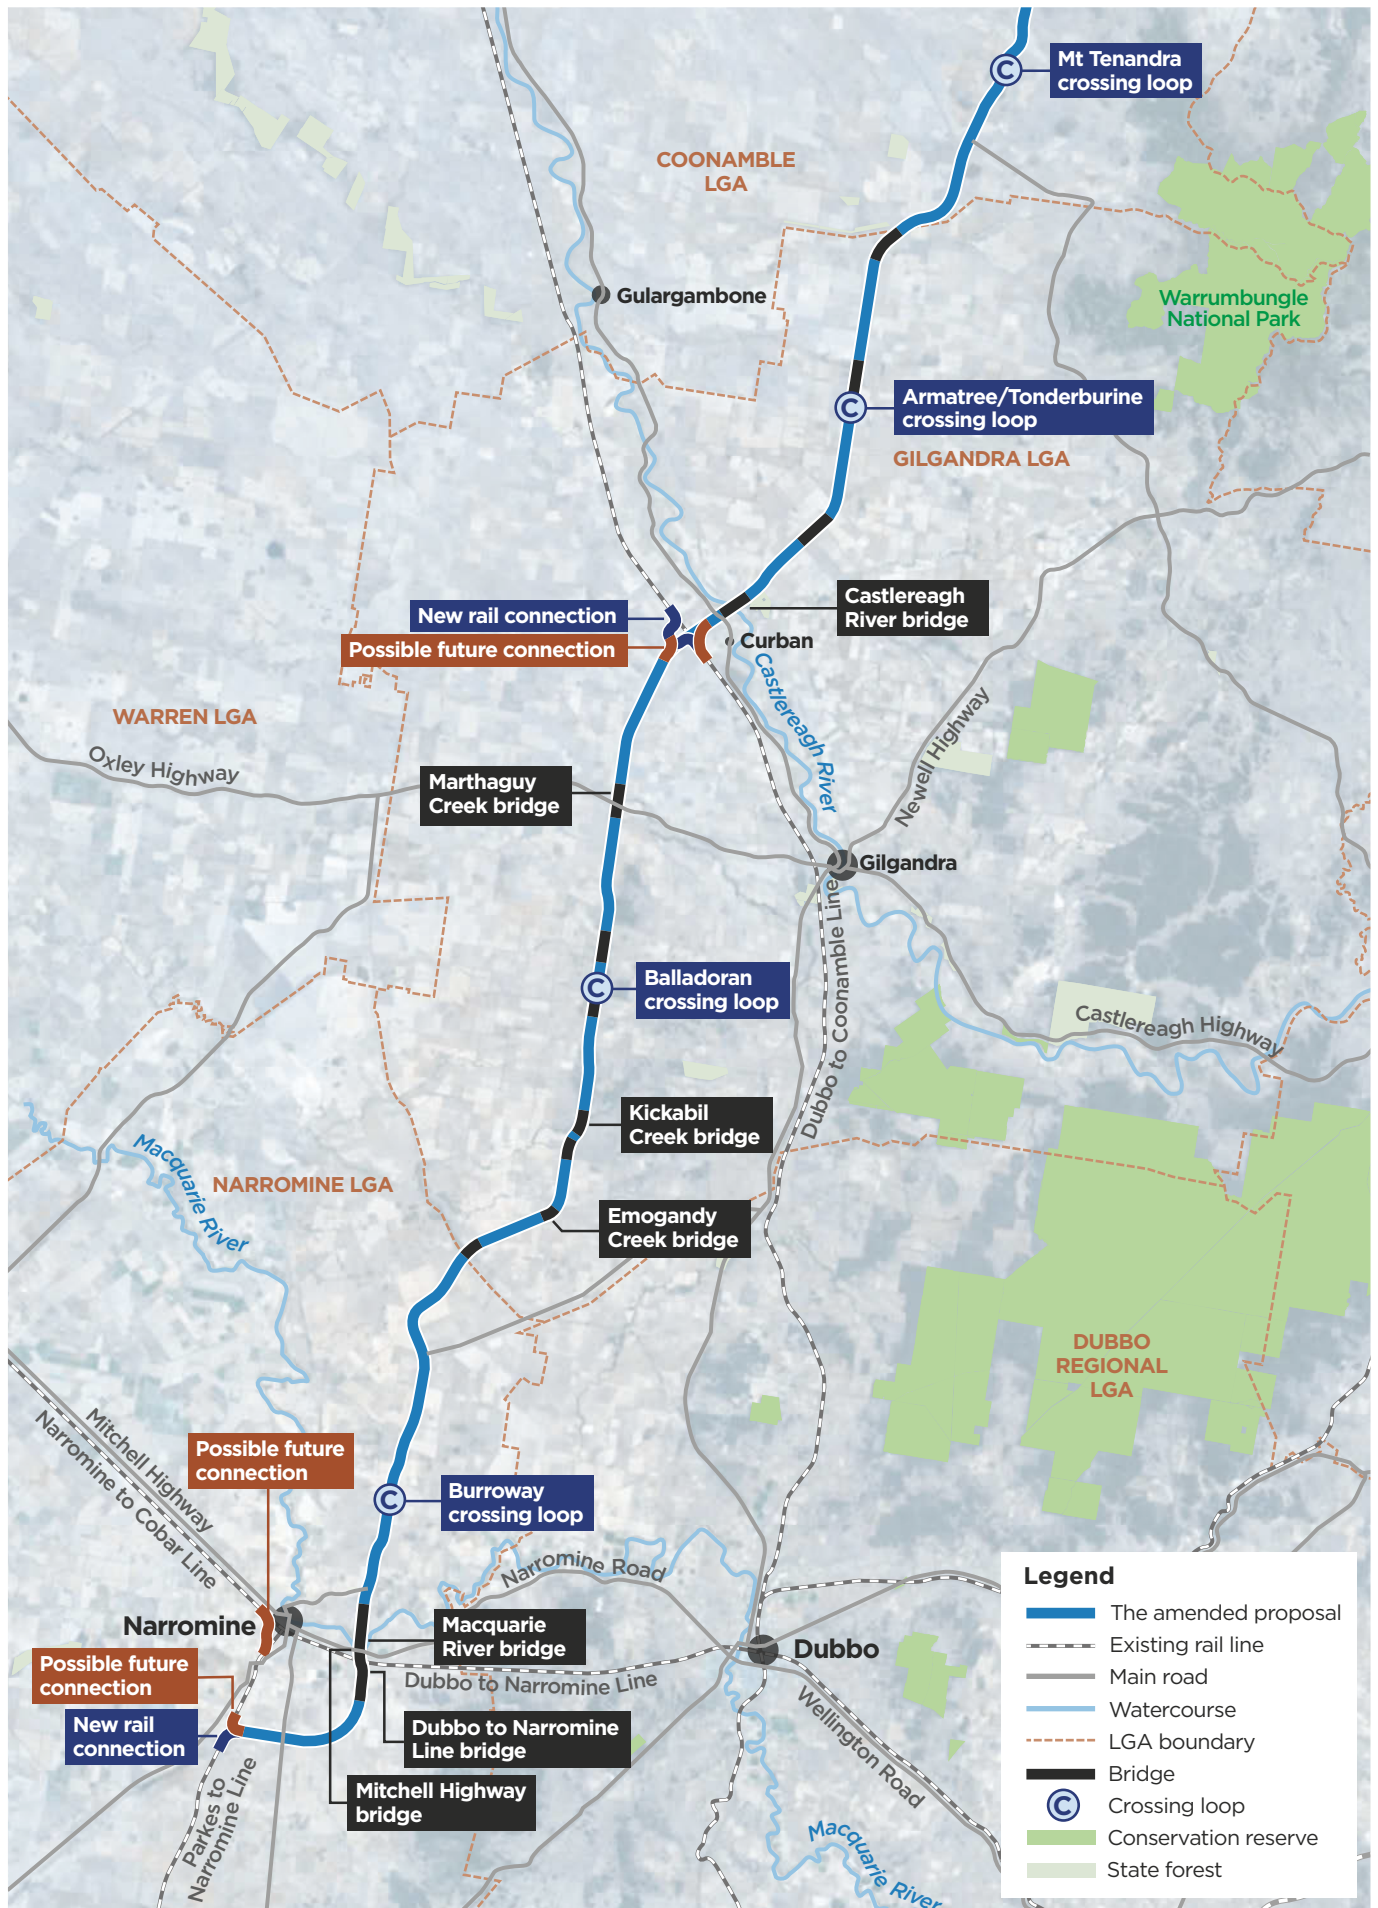 Mt Tenandra
crossing loop
COONAMBLE
LGA
Gulargambone
Warrumbungle
National Park
Armatree/Tonderburine
crossing loop
GILGANDRA LGA
New rail connection
Possible future connection
Castlereagh
River bridge
Curban
Castlereagh River
Newell Highway
WARREN LGA
Oxley Highway
Marthaguy
Creek bridge
Gilgandra
Dubbo to Coonamble Line
Balladoran
crossing loop
Castlereagh Highway
Kickabil
Creek bridge
Macquarie River
NARROMINE LGA
Emogandy
Creek bridge
DUBBO
REGIONAL
LGA
Mitchell Highway
Narromine to Cobar Line
Possible future
connection
Burroway
crossing loop
Narromine Road
Narromine
Macquarie
River bridge
Dubbo
Possible future
connection
Dubbo to Narromine Line
New rail
connection
Dubbo to Narromine
Line bridge
Wellington Road
Mitchell Highway
bridge
Parkes to
Narromine Line
Macquarie River
C
C
C
C
Legend
The amended proposal
Existing rail line
Main road
Watercourse
LGA boundary
Bridge
C
Crossing loop
Conservation reserve
State forest